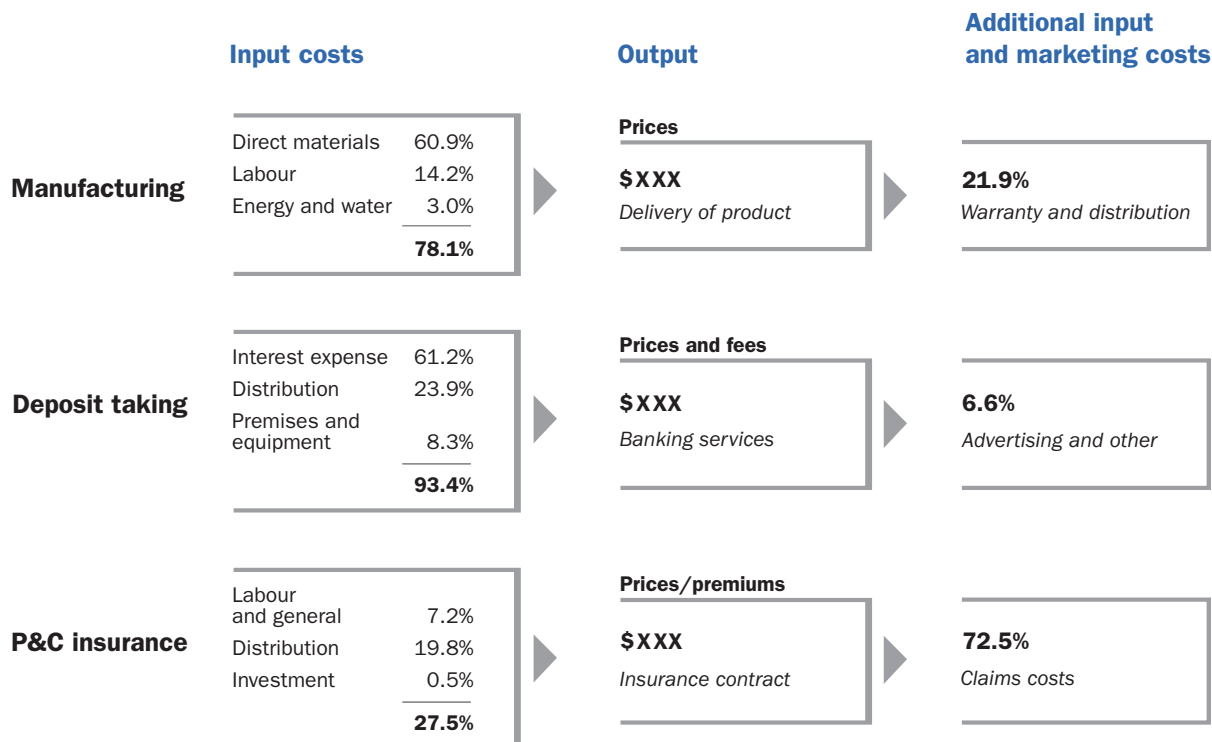 Input costs
Output
Additional input
and marketing costs
Manufacturing
Direct materials 60.9%
Labour 14.2%
Energy and water 3.0%
78.1%
Prices
$XXX
Delivery of product
21.9%
Warranty and distribution
Deposit taking
Interest expense 61.2%
Distribution 23.9%
Premises and
equipment 8.3%
93.4%
Prices and fees
$XXX
Banking services
6.6%
Advertising and other
P&C insurance
Labour
and general 7.2%
Distribution 19.8%
Investment 0.5%
27.5%
Prices/premiums
$XXX
Insurance contract
72.5%
Claims costs